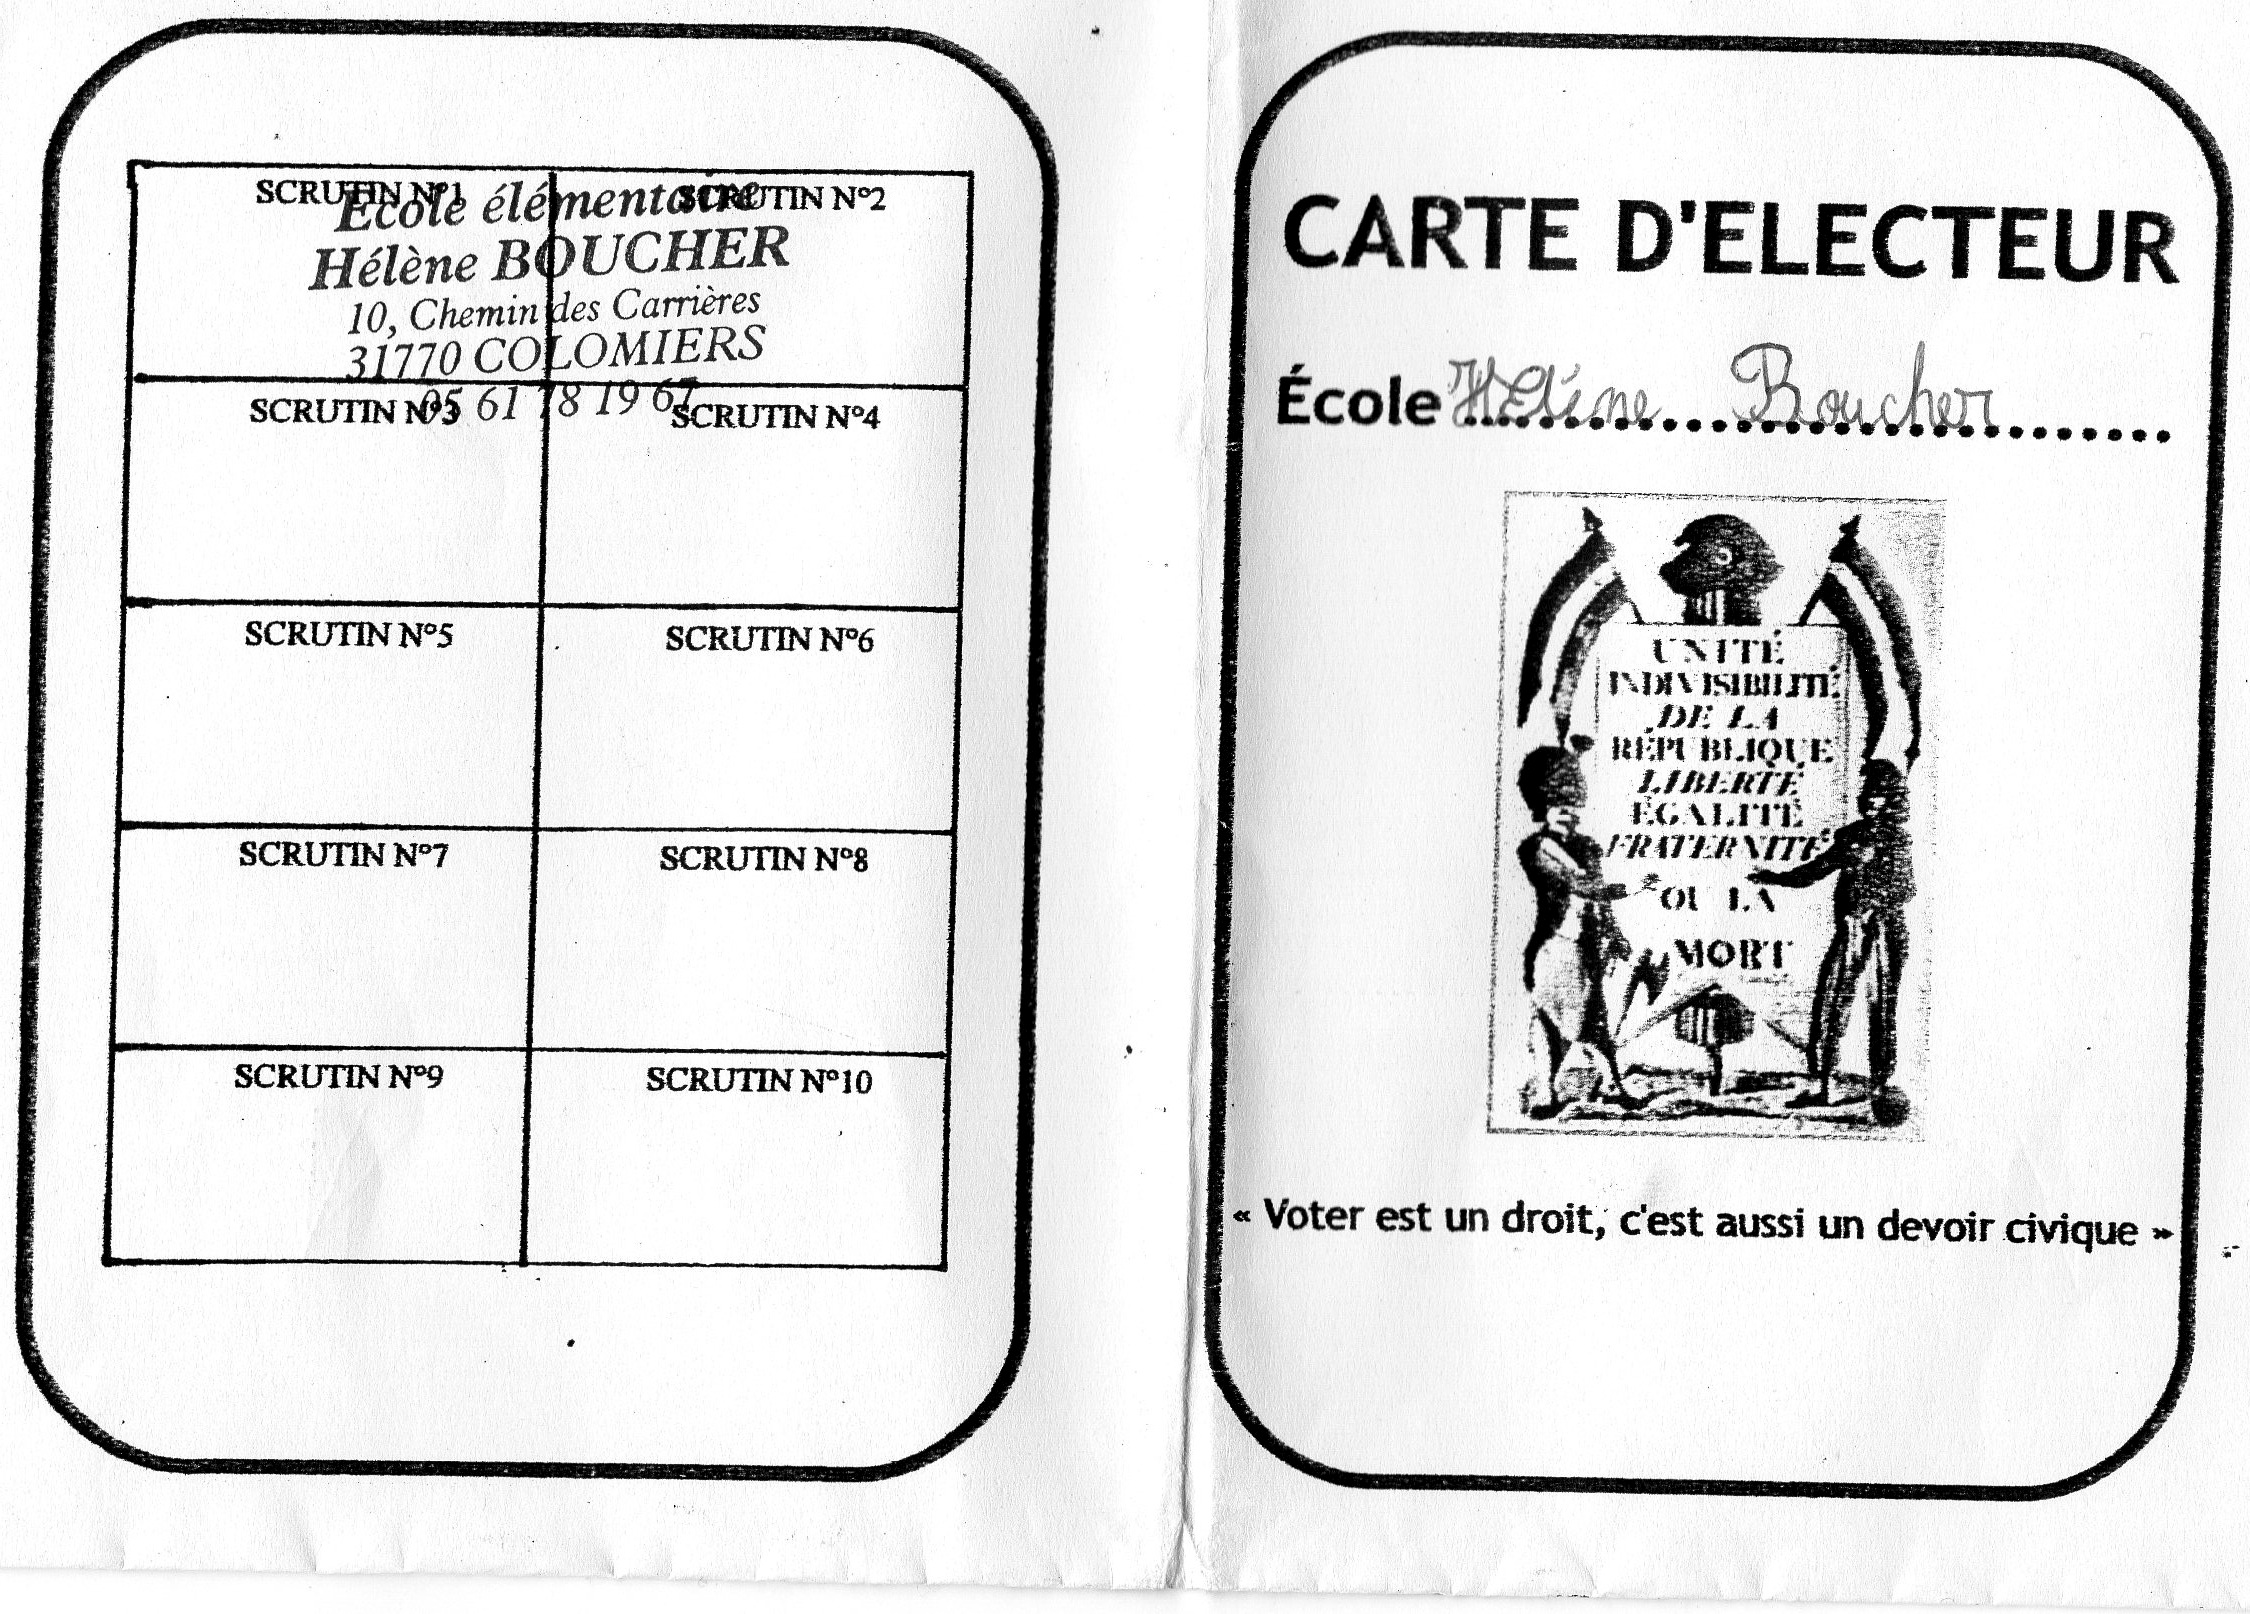 SCRUTIN N°1
SCRUTIN N°2
Ecole élémentaire
Hélène BOUCHER
10, Chemin des Carrières
31770 COLOMIERS
05 61 78 19 67
SCRUTIN N°3
SCRUTIN N°4
SCRUTIN N°5
SCRUTIN N°6
SCRUTIN N°7
SCRUTIN N°8
SCRUTIN N°9
SCRUTIN N°10
CARTE D'ELECTEUR
École Hélène Boucher
UNITÉ
INDIVISIBILITÉ
DE LA
RÉPUBLIQUE
LIBERTÉ
ÉGALITÉ
FRATERNITÉ
OU LA
MORT
« Voter est un droit, c'est aussi un devoir civique »